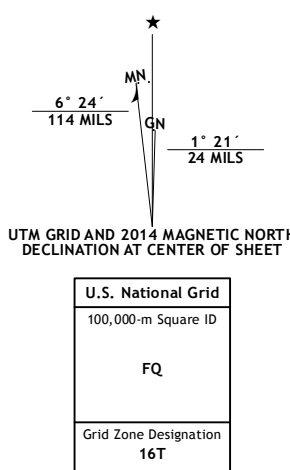 ★
MN.
6° 24´
114 MILS
GN
1° 21´
24 MILS
UTM GRID AND 2014 MAGNETIC NORTH
DECLINATION AT CENTER OF SHEET
U.S. National Grid
100,000-m Square ID
FQ
Grid Zone Designation
16T